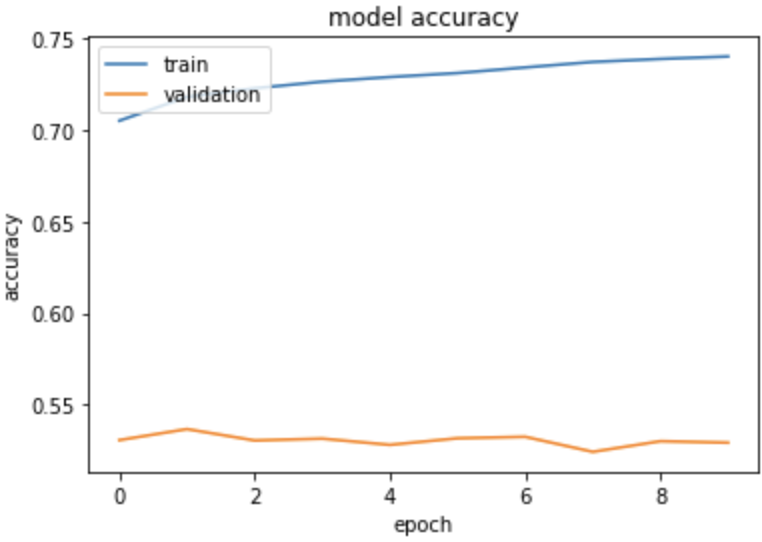 model accuracy
0.75
0.70
0.65
0.60
0.55
accuracy
train
validation
0 2 4 6 8
epoch